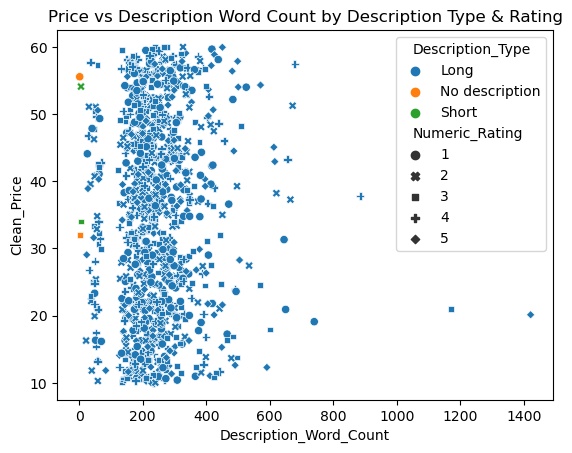 Price vs Description Word Count by Description Type & Rating
Clean_Price
60
50
40
30
20
10
0 200 400 600 800 1000 1200 1400
Description_Word_Count
Description_Type
Long
No description
Short
Numeric_Rating
1
2
3
4
5